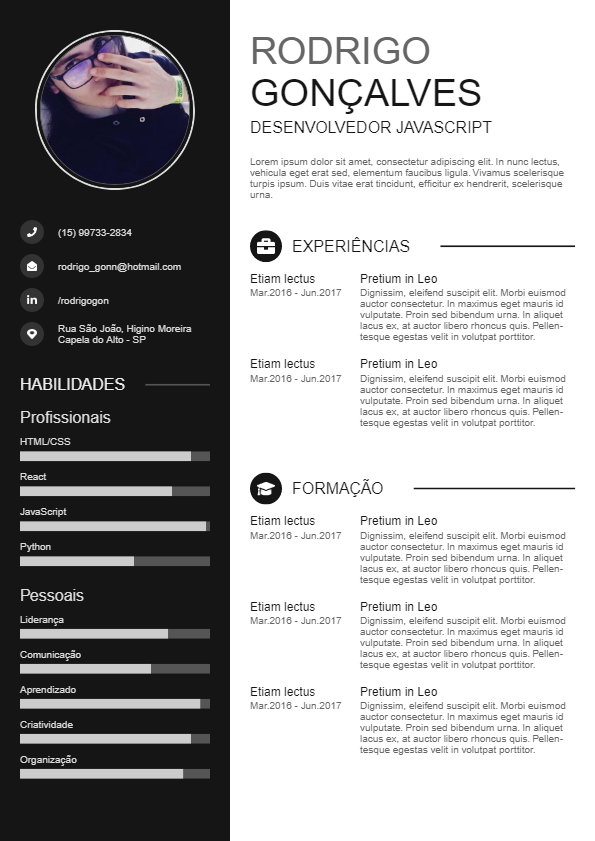 (15) 99733-2834
rodrigo_gonn@hotmail.com
/rodrigogon
Rua São João, Higino Moreira
Capela do Alto - SP
HABILIDADES
Profissionais
HTML/CSS
React
JavaScript
Python
Pessoais
Liderança
Comunicação
Aprendizado
Criatividade
Organização
RODRIGO
GONÇALVES
DESENVOLVEDOR JAVASCRIPT
Lorem ipsum dolor sit amet, consectetur adipiscing elit. In nunc lectus,
vehicula eget erat sed, elementum faucibus ligula. Vivamus scelerisque
turpis ipsum. Duis vitae erat tincidunt, efficitur ex hendrerit, scelerisque
urna.
EXPERIÊNCIAS
Etiam lectus
Mar.2016 - Jun.2017
Pretium in Leo
Dignissim, eleifend suscipit elit. Morbi euismod
auctor consectetur. In maximus eget mauris id
vulputate. Proin sed bibendum urna. In aliquet
lacus ex, at auctor libero rhoncus quis. Pellen-
tesque egestas velit in volutpat porttitor.
Etiam lectus
Mar.2016 - Jun.2017
Pretium in Leo
Dignissim, eleifend suscipit elit. Morbi euismod
auctor consectetur. In maximus eget mauris id
vulputate. Proin sed bibendum urna. In aliquet
lacus ex, at auctor libero rhoncus quis. Pellen-
tesque egestas velit in volutpat porttitor.
FORMAÇÃO
Etiam lectus
Mar.2016 - Jun.2017
Pretium in Leo
Dignissim, eleifend suscipit elit. Morbi euismod
auctor consectetur. In maximus eget mauris id
vulputate. Proin sed bibendum urna. In aliquet
lacus ex, at auctor libero rhoncus quis. Pellen-
tesque egestas velit in volutpat porttitor.
Etiam lectus
Mar.2016 - Jun.2017
Pretium in Leo
Dignissim, eleifend suscipit elit. Morbi euismod
auctor consectetur. In maximus eget mauris id
vulputate. Proin sed bibendum urna. In aliquet
lacus ex, at auctor libero rhoncus quis. Pellen-
tesque egestas velit in volutpat porttitor.
Etiam lectus
Mar.2016 - Jun.2017
Pretium in Leo
Dignissim, eleifend suscipit elit. Morbi euismod
auctor consectetur. In maximus eget mauris id
vulputate. Proin sed bibendum urna. In aliquet
lacus ex, at auctor libero rhoncus quis. Pellen-
tesque egestas velit in volutpat porttitor.